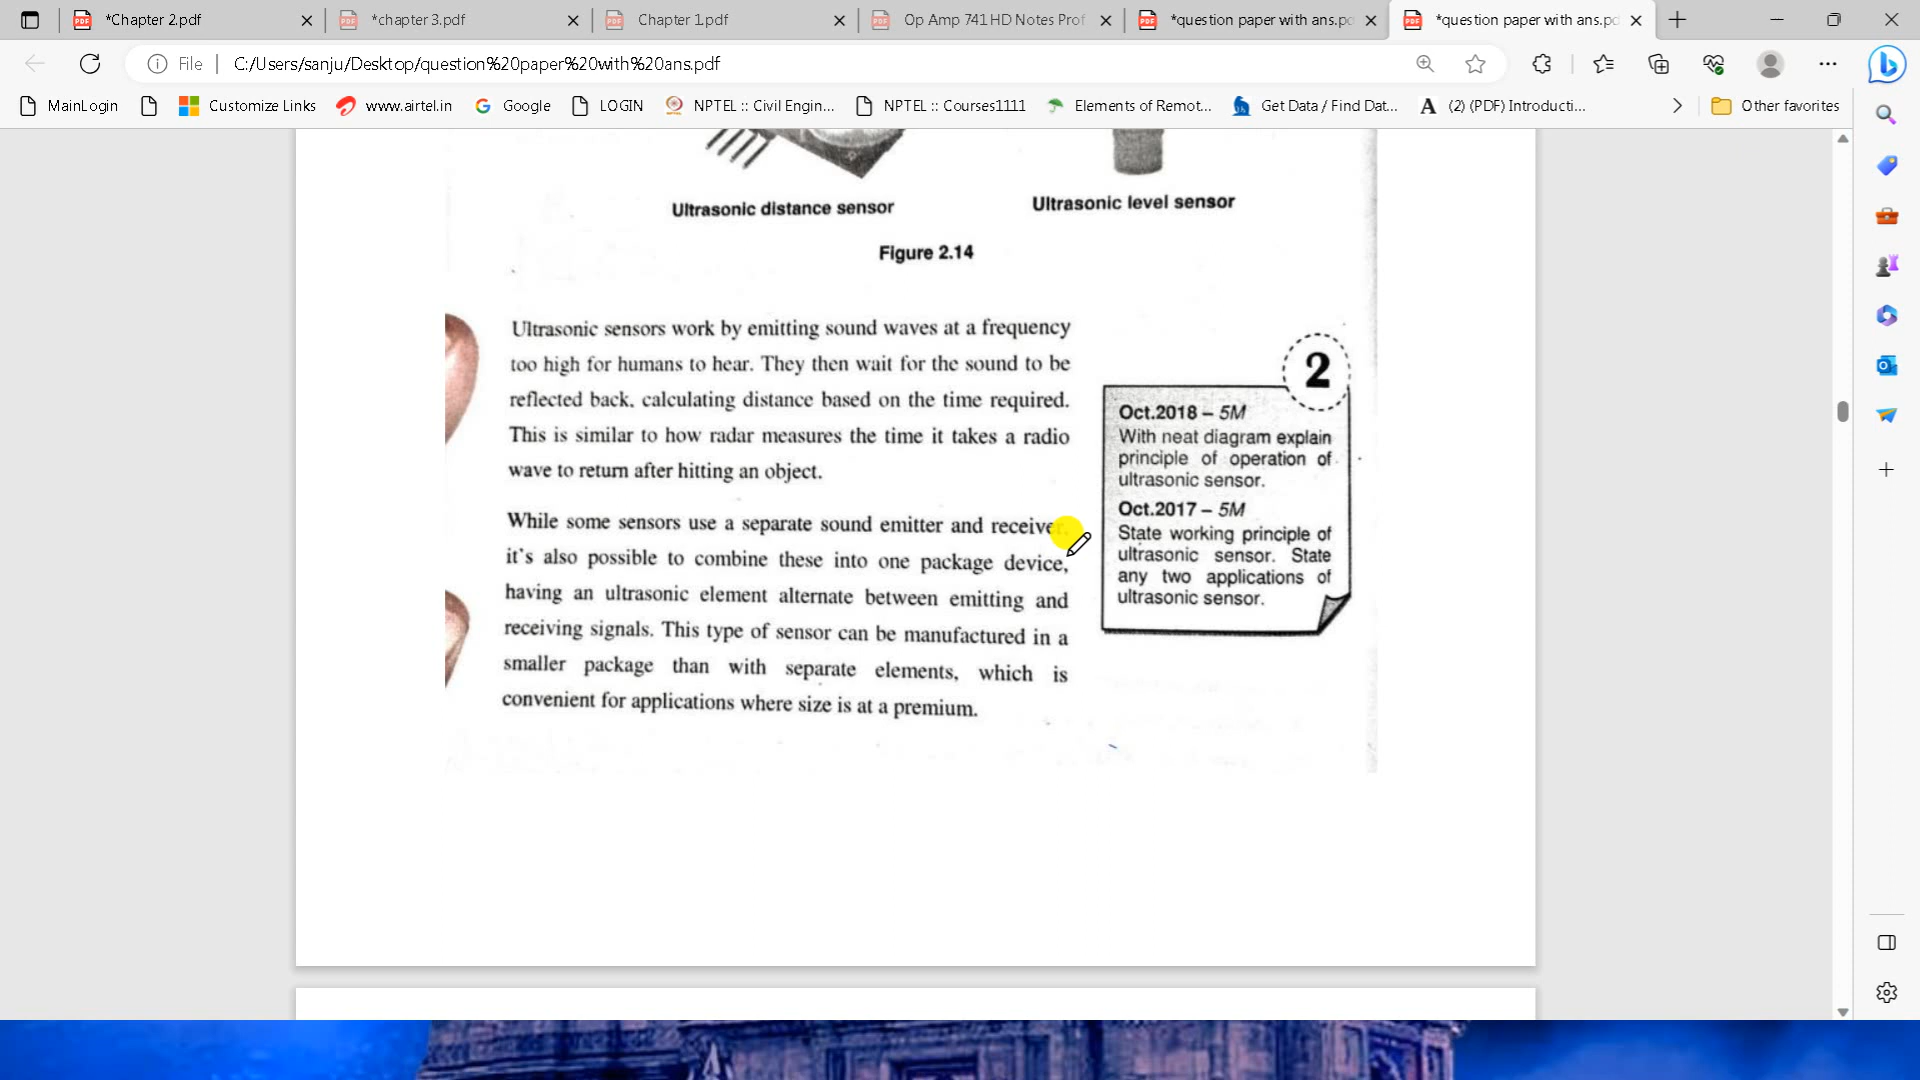 *Chapter 2.pdf
*chapter 3.pdf
Chapter 1.pdf
Op Amp 741 HD Notes Prof
*question paper with ans.pd
*question paper with ans.pd
File
C:/Users/sanju/Desktop/question%20paper%20with%20ans.pdf
MainLogin
Customize Links
www.airtel.in
Google
LOGIN
NPTEL :: Civil Engin...
NPTEL :: Courses1111
Elements of Remot...
Get Data / Find Dat...
(2) (PDF) Introducti...
Other favorites
Ultrasonic distance sensor
Ultrasonic level sensor
Figure 2.14
Ultrasonic sensors work by emitting sound waves at a frequency
too high for humans to hear. They then wait for the sound to be
reflected back, calculating distance based on the time required.
This is similar to how radar measures the time it takes a radio
wave to return after hitting an object.
While some sensors use a separate sound emitter and receiver,
it's also possible to combine these into one package device,
having an ultrasonic element alternate between emitting and
receiving signals. This type of sensor can be manufactured in a
smaller package than with separate elements, which is
convenient for applications where size is at a premium.
2
Oct.2018 – 5M
With neat diagram explain
principle of operation of
ultrasonic sensor.
Oct.2017 – 5M
State working principle of
ultrasonic sensor. State
any two applications of
ultrasonic sensor.